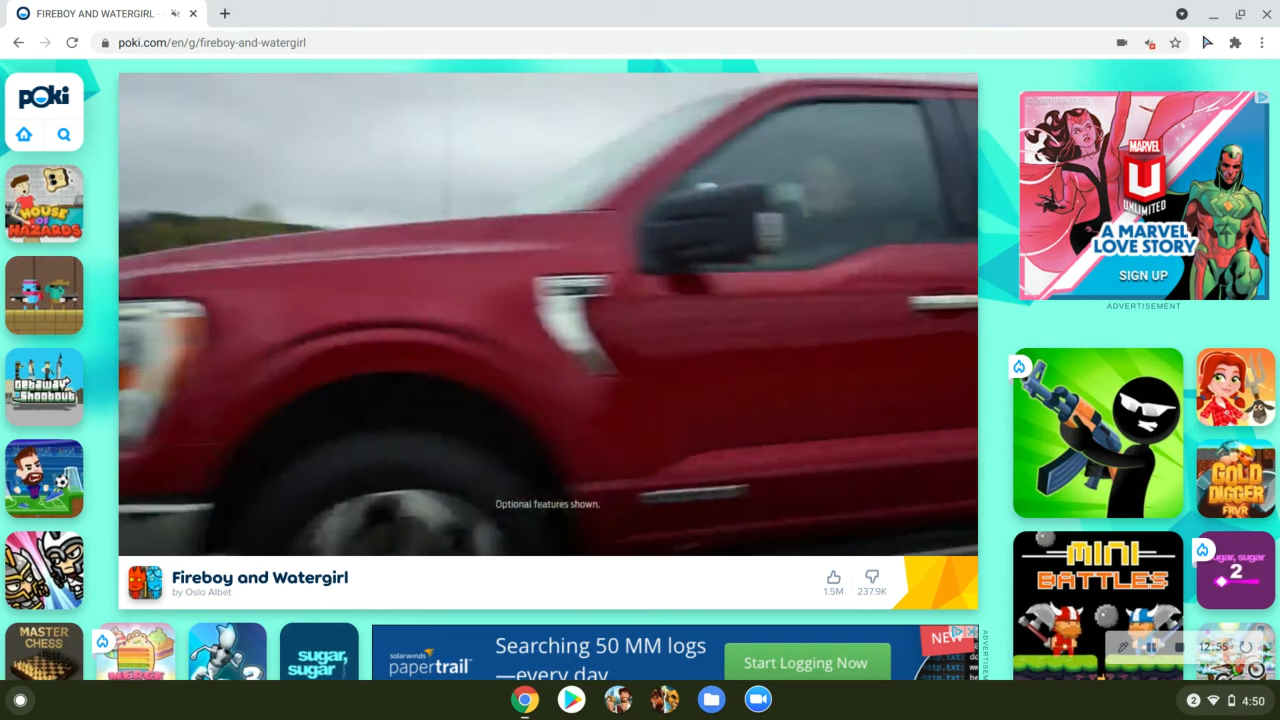 FIREBOY AND WATERGIRL -
poki.com/en/g/fireboy-and-watergirl
poki
HOUSE
OF
HAZARDS
Getaway
Shootout
Optional features shown.
Fireboy and Watergirl
by Oslo Albet
1.5M
237.9K
MARVEL
U
UNLIMITED
A MARVEL
LOVE STORY
SIGN UP
ADVERTISEMENT
GOLD
DIGGER
FRVR
MINI
BATTLES
sugar, sugar
2
MASTER
CHESS
MERGE
sugar,
sugar
solarwinds
papertrail
Searching 50 MM logs
—every day
Start Logging Now
NEW
12:55
2
4:50